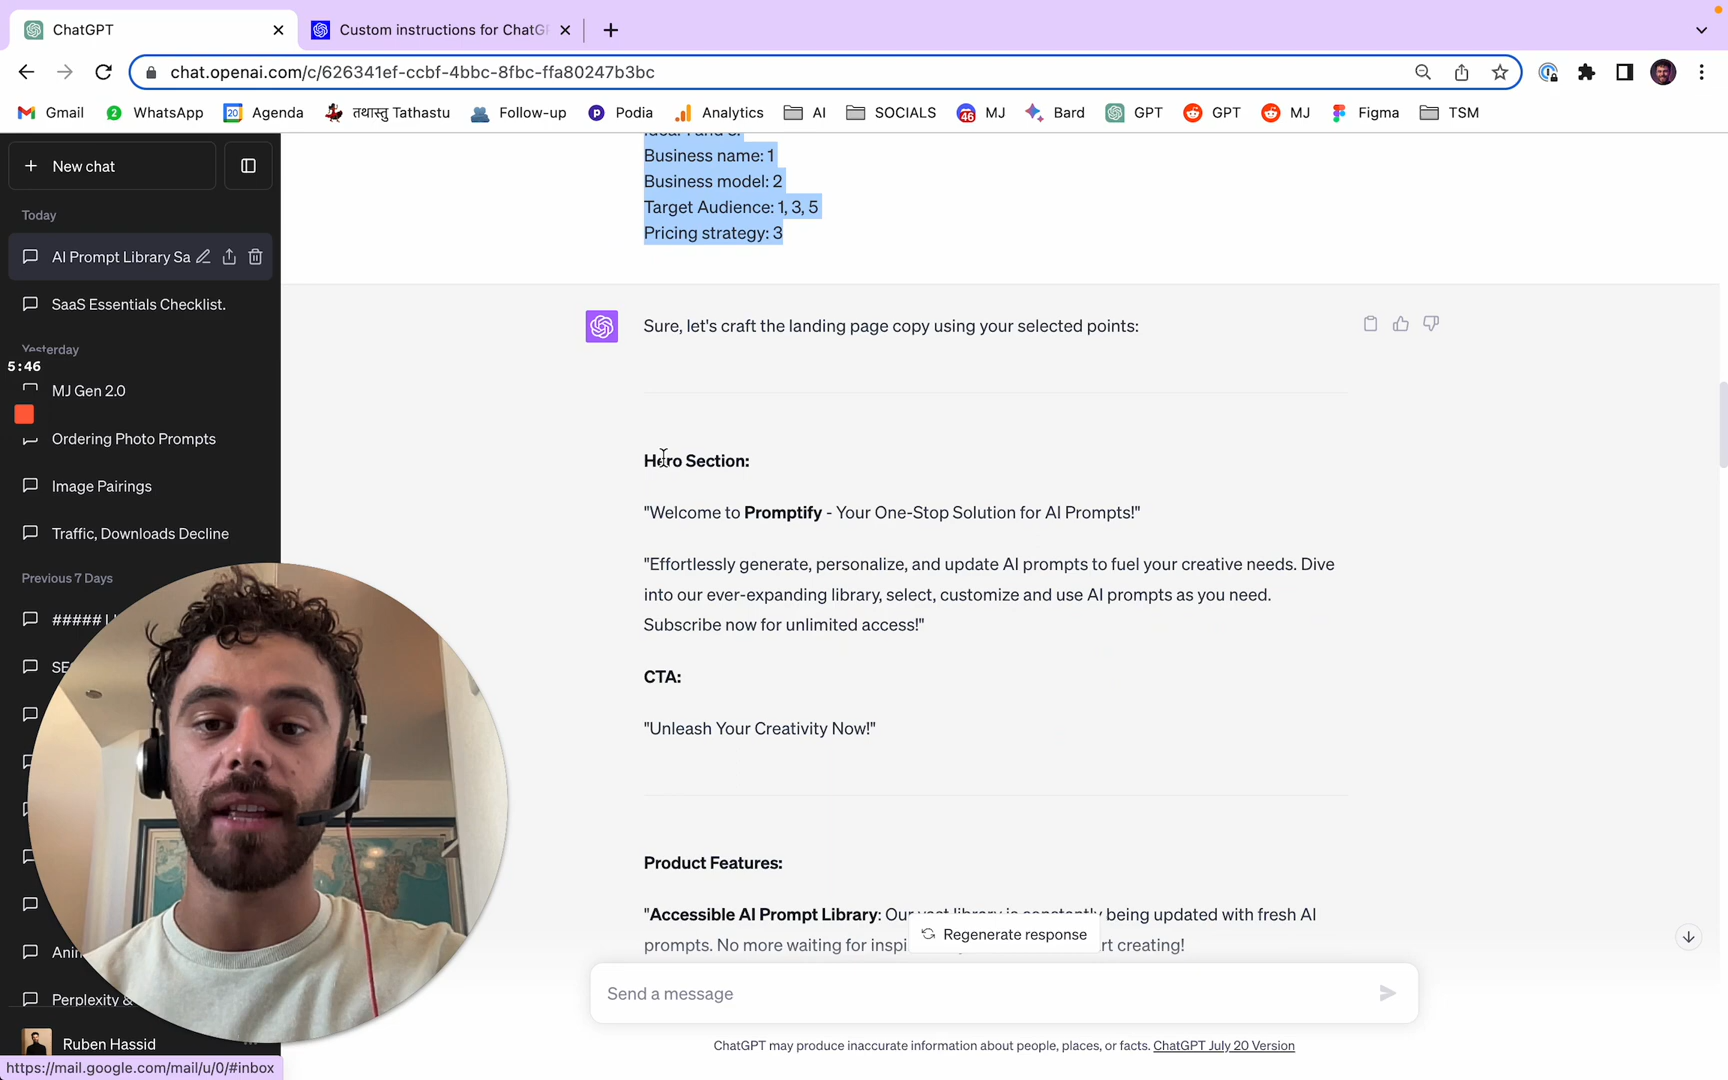 ChatGPT
Custom instructions for ChatG
chat.openai.com/c/626341ef-ccbf-4bbc-8fbc-ffa80247b3bc
Gmail
2
WhatsApp
20
Agenda
तथास्तु Tathastu
Follow-up
Podia
Analytics
AI
SOCIALS
46
MJ
Bard
GPT
GPT
MJ
Figma
TSM
New chat
Today
AI Prompt Library Sa
SaaS Essentials Checklist.
Yesterday
5:46
MJ Gen 2.0
Ordering Photo Prompts
Image Pairings
Traffic, Downloads Decline
Previous 7 Days
#####
SE
Anin
Perplexity &
Ruben Hassid
https://mail.google.com/mail/u/0/#inbox
Business name: 1
Business model: 2
Target Audience: 1, 3, 5
Pricing strategy: 3
Sure, let's craft the landing page copy using your selected points:
Hero Section:
"Welcome to Promptify - Your One-Stop Solution for AI Prompts!"
"Effortlessly generate, personalize, and update AI prompts to fuel your creative needs. Dive
into our ever-expanding library, select, customize and use AI prompts as you need.
Subscribe now for unlimited access!"
CTA:
"Unleash Your Creativity Now!"
Product Features:
"Accessible AI Prompt Library: Our vast library is constantly being updated with fresh AI
prompts. No more waiting for inspi
rt creating!
Regenerate response
Send a message
ChatGPT may produce inaccurate information about people, places, or facts. ChatGPT July 20 Version